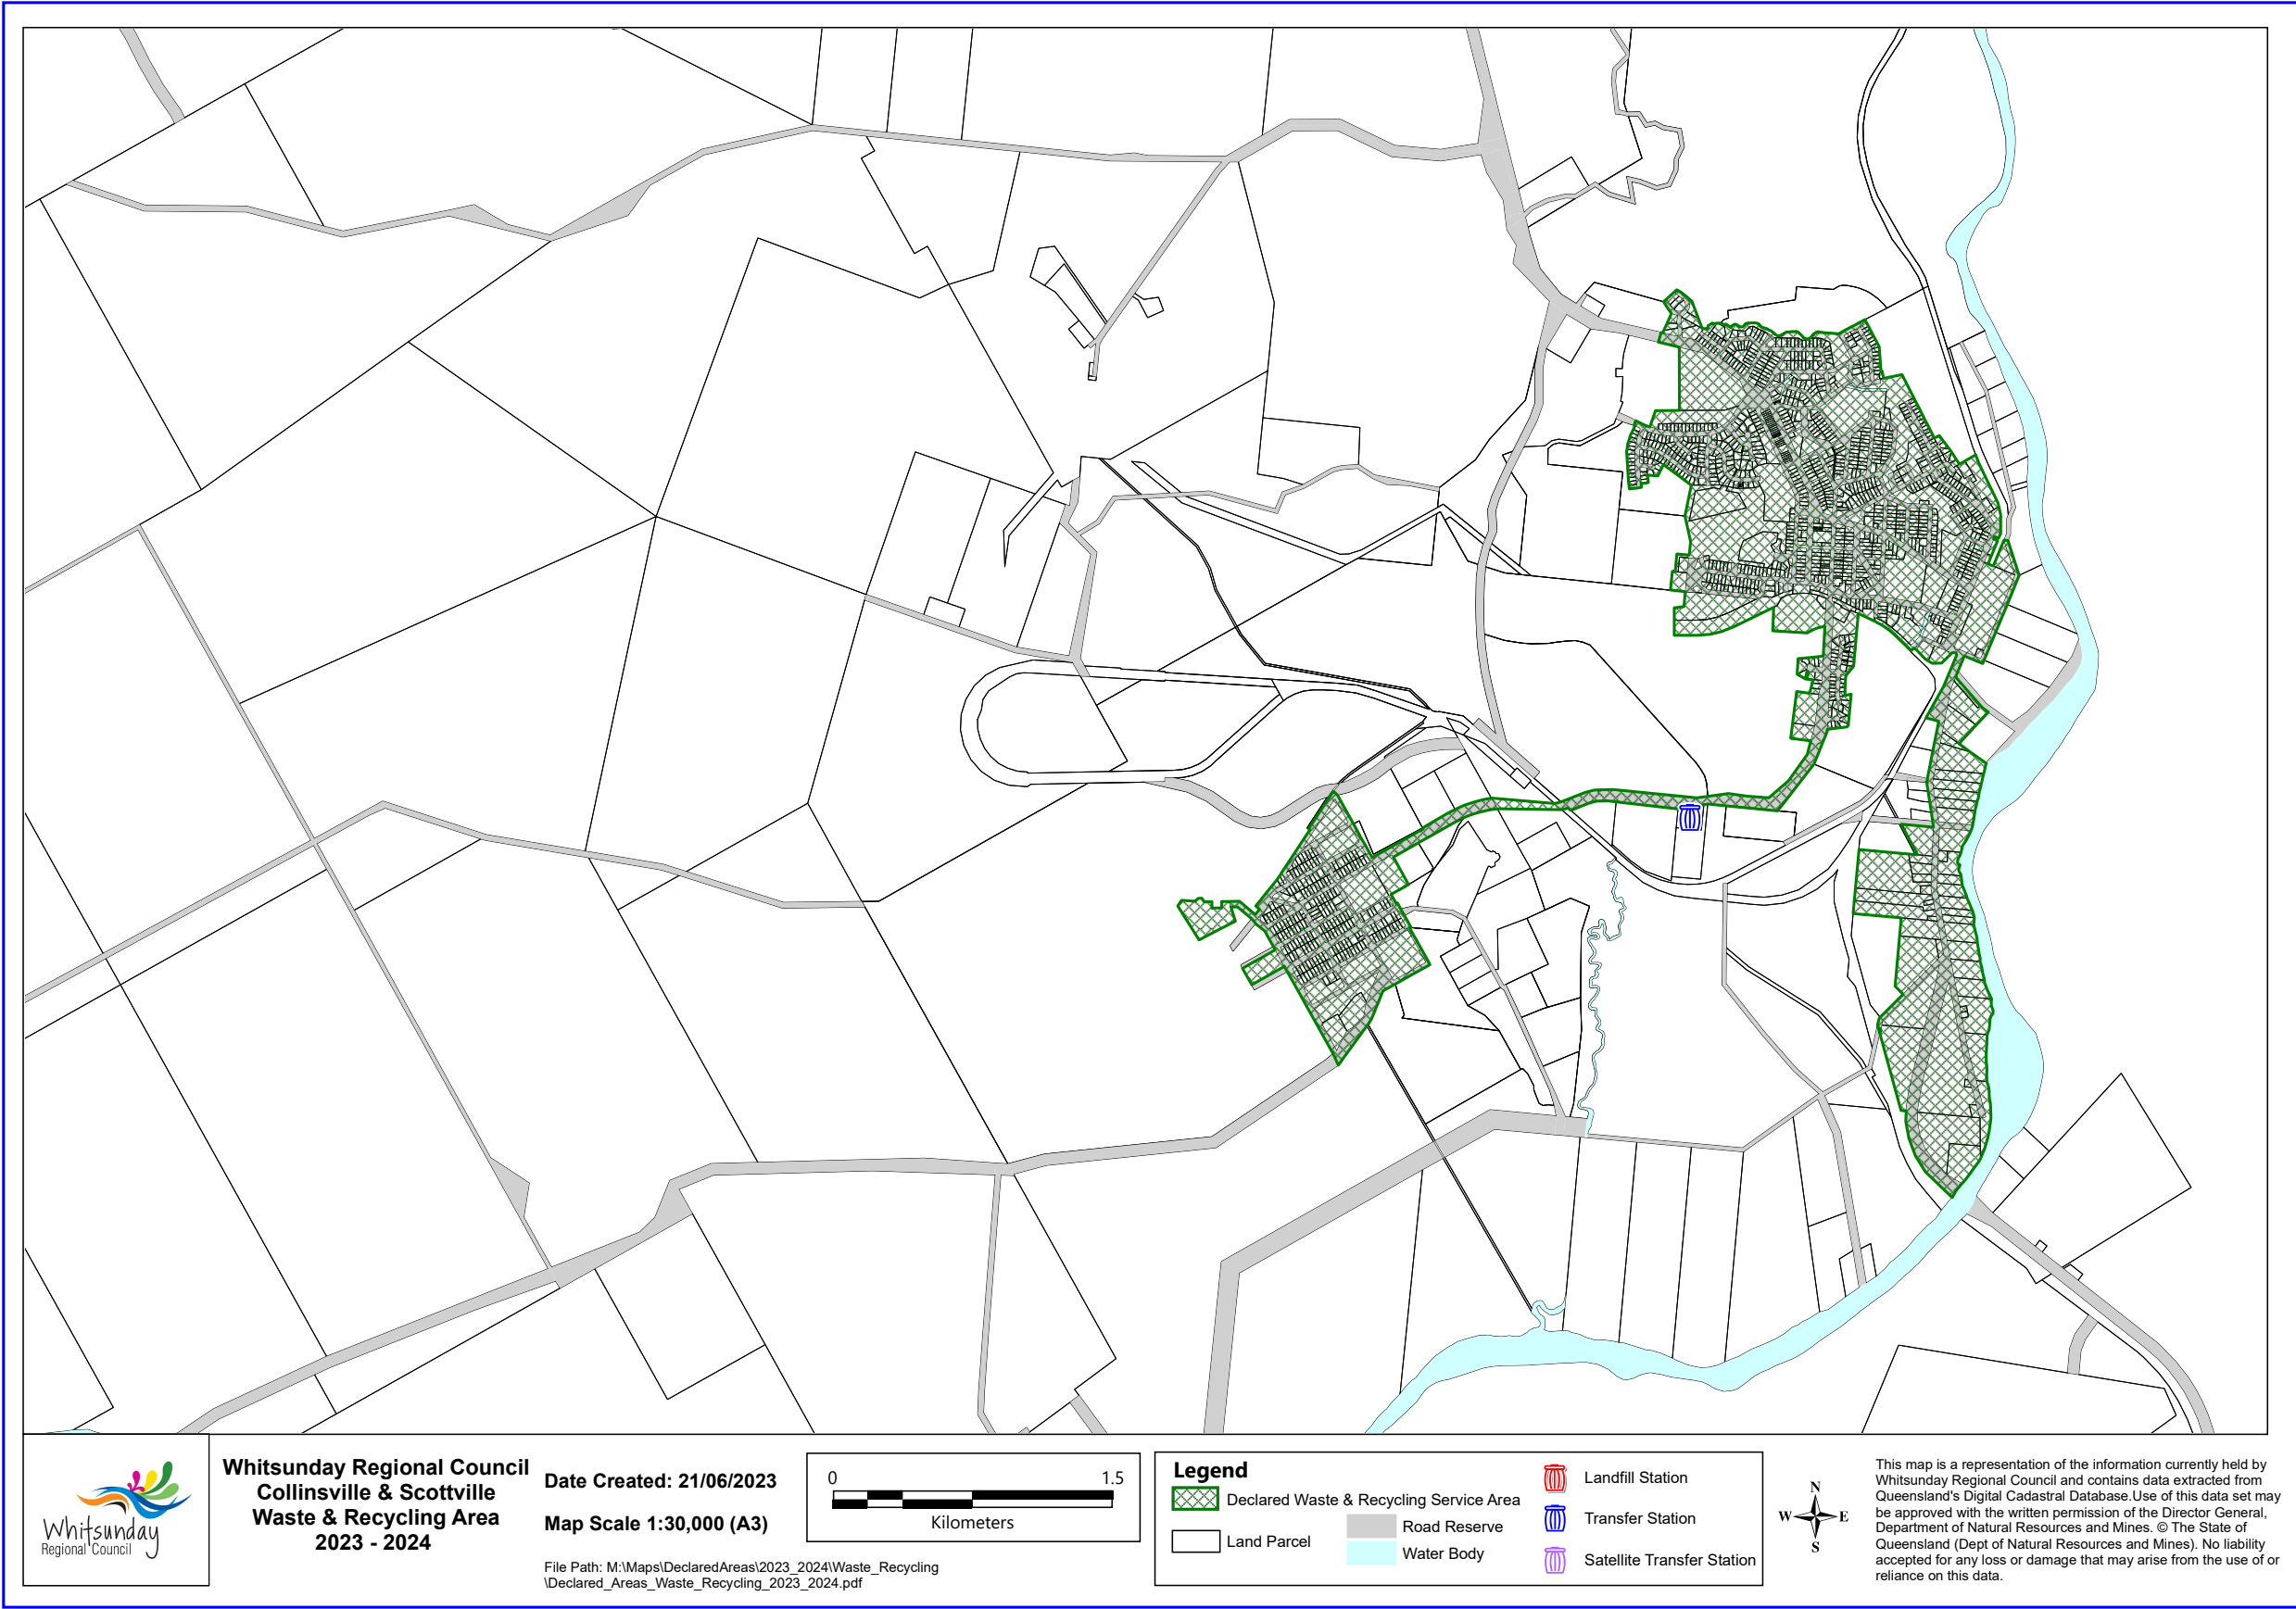 Whitsunday
Regional Council
Whitsunday Regional Council
Collinsville & Scottville
Waste & Recycling Area
2023 - 2024
Date Created: 21/06/2023
Map Scale 1:30,000 (A3)
File Path: M:\Maps\DeclaredAreas\2023_2024\Waste_Recycling
\Declared_Areas_Waste_Recycling_2023_2024.pdf
0 1.5
Kilometers
Legend
Declared Waste & Recycling Service Area
Land Parcel
Road Reserve
Water Body
Landfill Station
Transfer Station
Satellite Transfer Station
N
W E
S
This map is a representation of the information currently held by
Whitsunday Regional Council and contains data extracted from
Queensland's Digital Cadastral Database.Use of this data set may
be approved with the written permission of the Director General,
Department of Natural Resources and Mines. © The State of
Queensland (Dept of Natural Resources and Mines). No liability
accepted for any loss or damage that may arise from the use of or
reliance on this data.